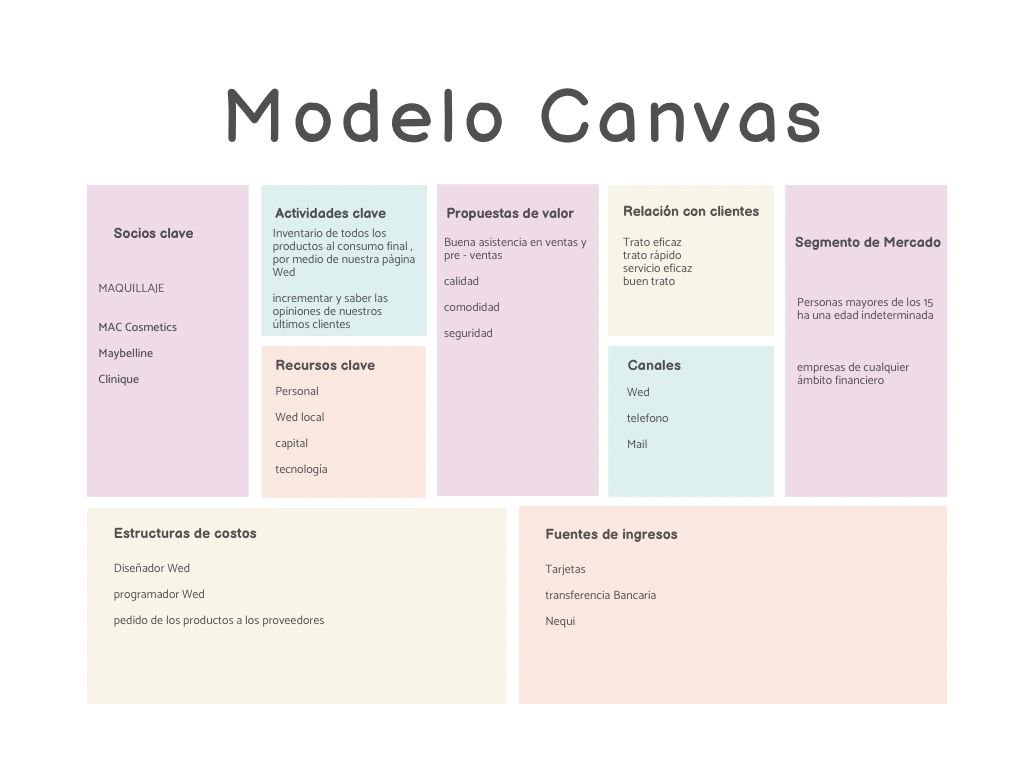 Modelo Canvas
Socios clave
MAQUILLAJE
MAC Cosmetics
Maybelline
Clinique
Actividades clave
Inventario de todos los
productos al consumo final ,
por medio de nuestra página
Wed
incrementar y saber las
opiniones de nuestros
últimos clientes
Recursos clave
Personal
Wed local
capital
tecnología
Propuestas de valor
Buena asistencia en ventas y
pre - ventas
calidad
comodidad
seguridad
Relación con clientes
Trato eficaz
trato rápido
servicio eficaz
buen trato
Canales
Wed
telefono
Mail
Segmento de Mercado
Personas mayores de los 15
ha una edad indeterminada
empresas de cualquier
ámbito financiero
Estructuras de costos
Diseñador Wed
programador Wed
pedido de los productos a los proveedores
Fuentes de ingresos
Tarjetas
transferencia Bancaria
Nequi